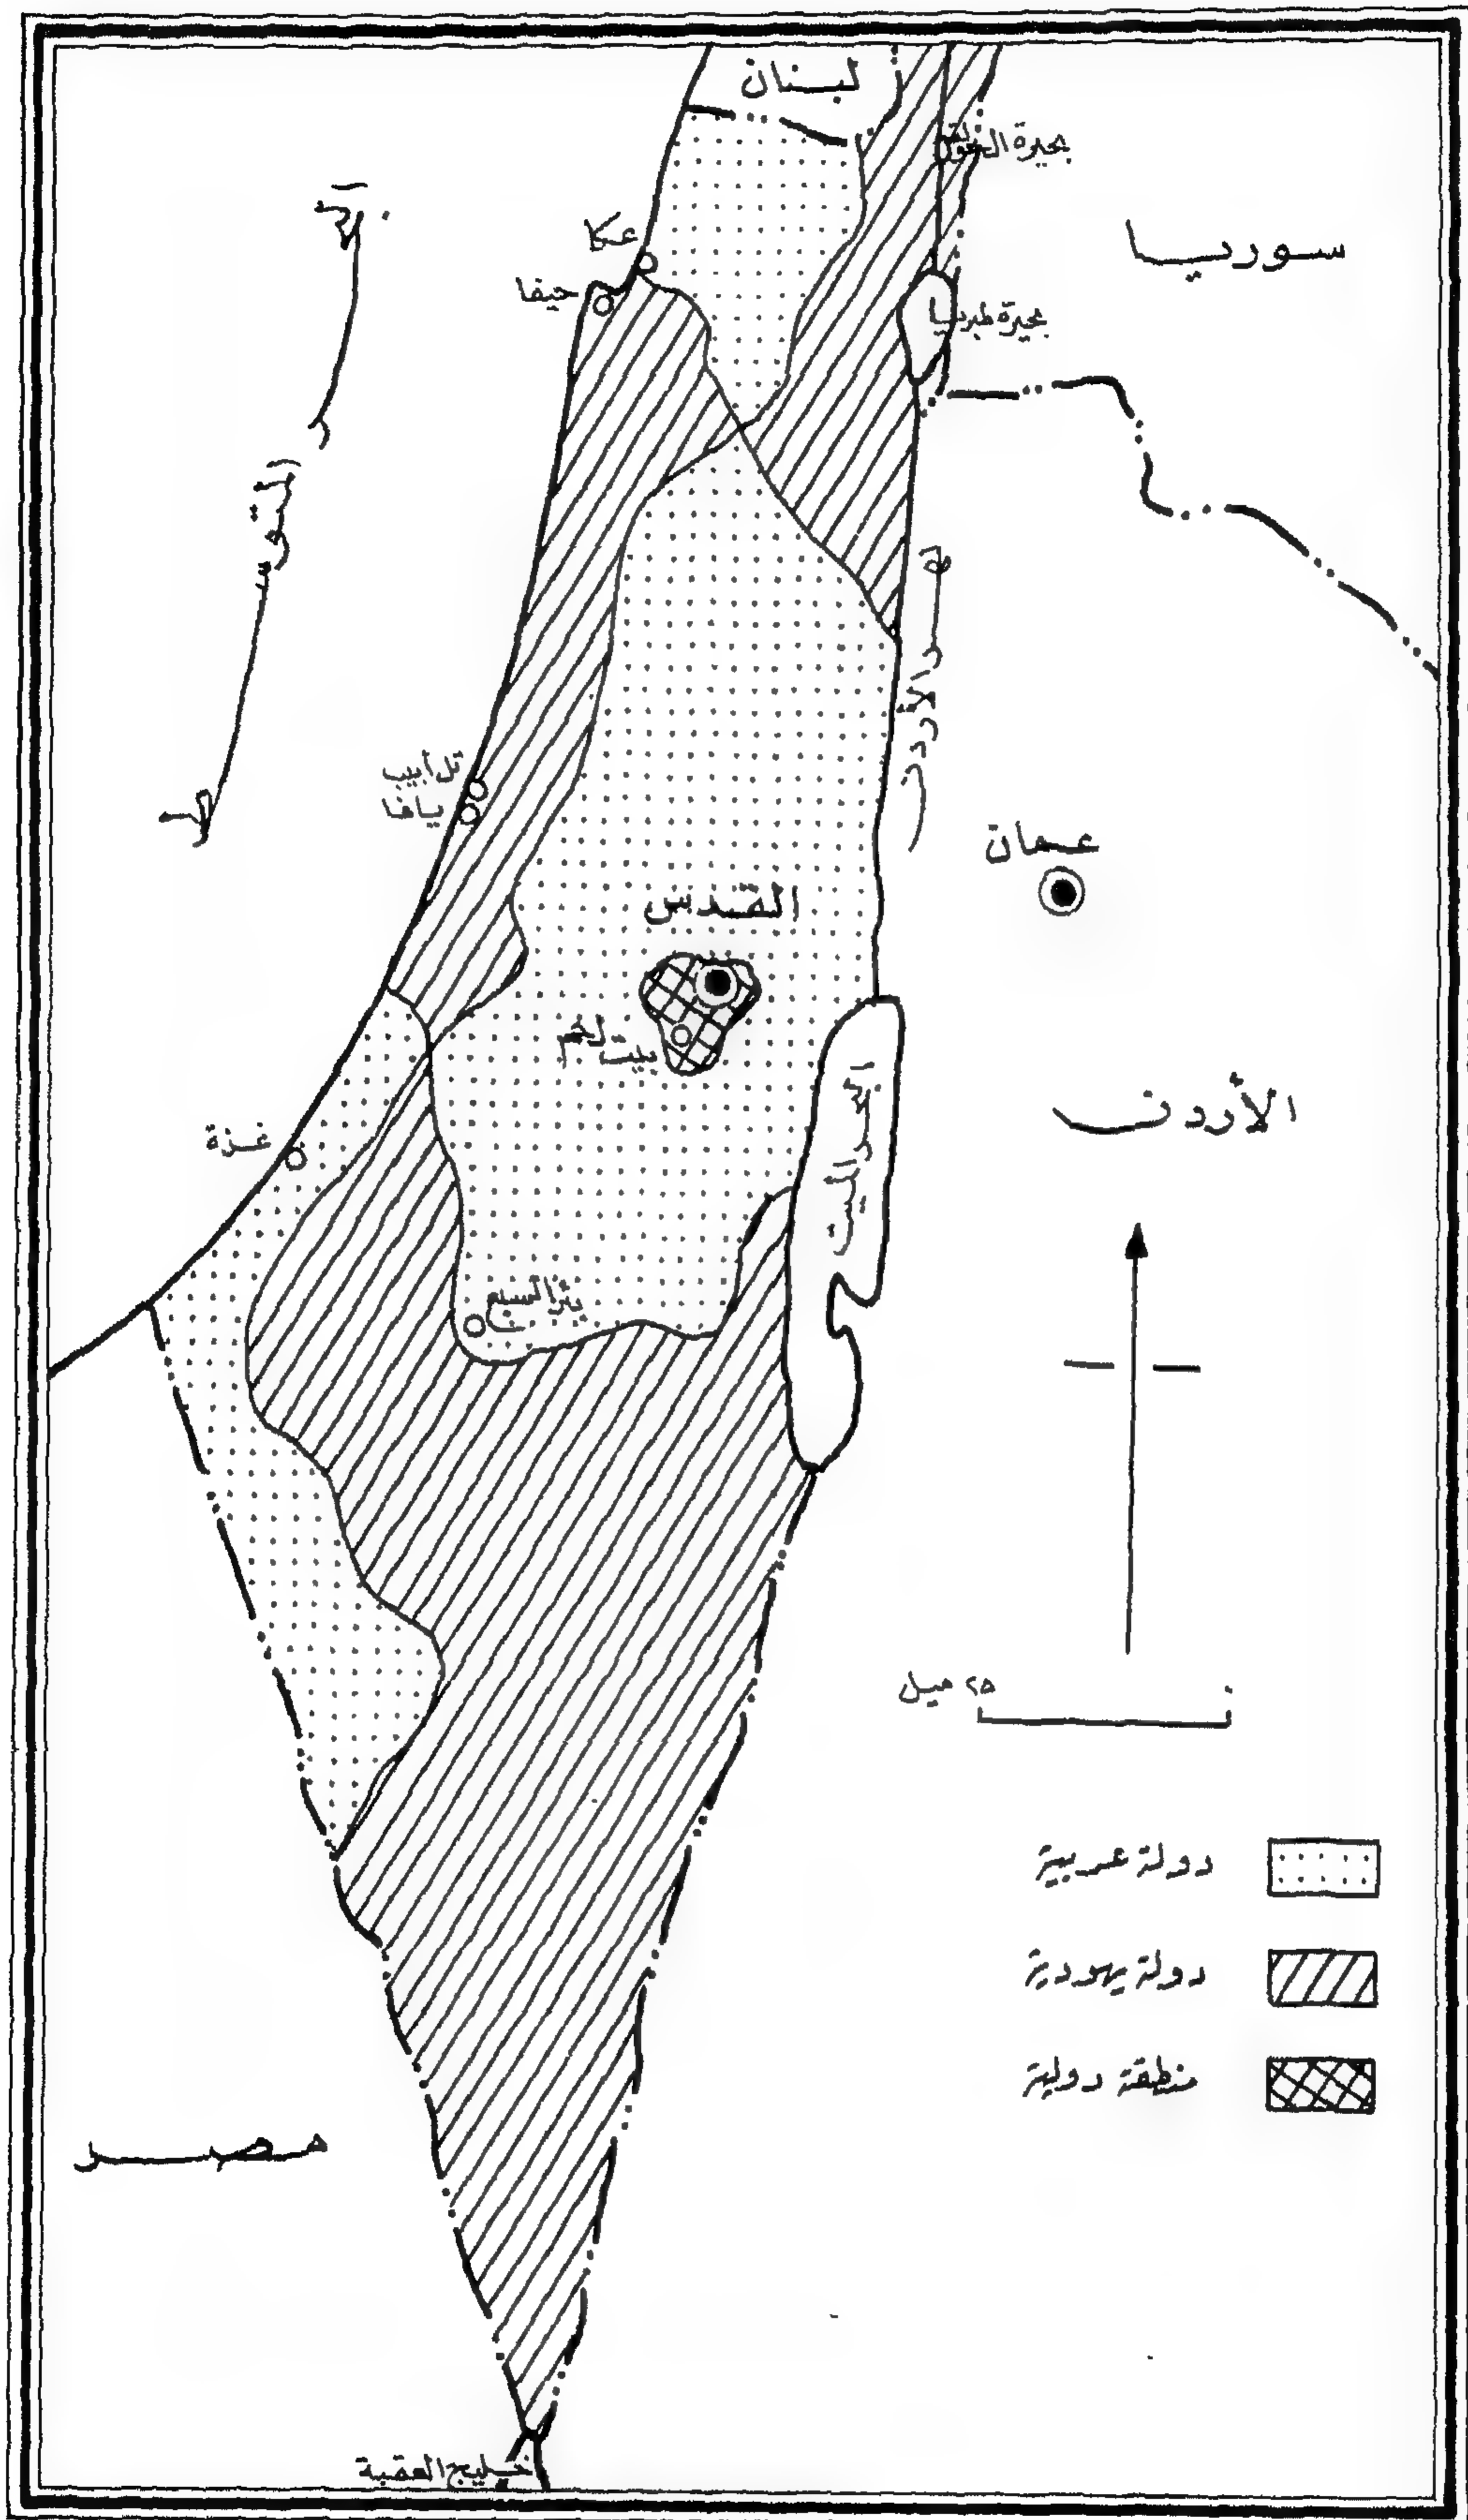 لبنان
بحيرة الحولة
سوريا
عكا
حيفا
بحيرة طبريا
البحر المتوسط
نهر الأردن
تل أبيب
يافا
عمان
القدس
بيت لحم
البحر الميت
الأردن
غزة
بئر السبع
٢٥ ميل
٠
دولة عربية
دولة يهودية
منطقة دولية
مصر
خليج العقبة